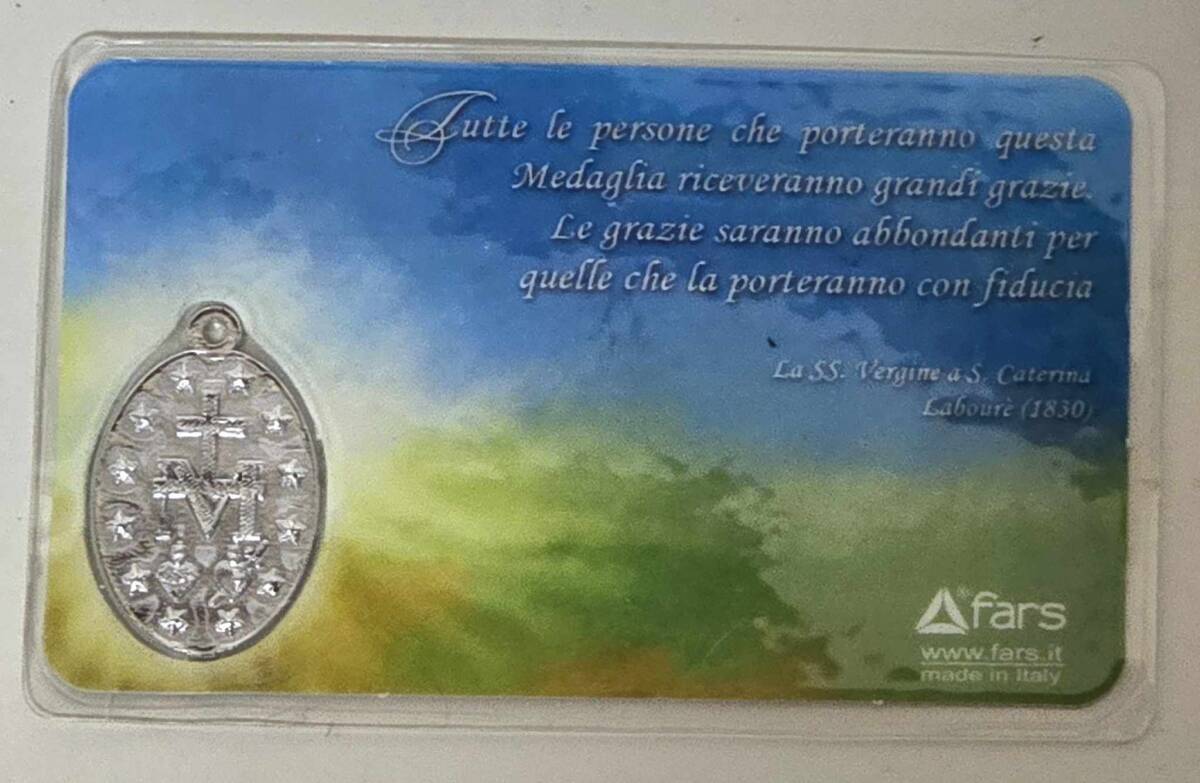 Tutte le persone che porteranno questa
Medaglia riceveranno grandi grazie.
Le grazie saranno abbondanti per
quelle che la porteranno con fiducia
La SS. Vergine a S. Caterina
Labourè (1830)
fars
www.fars.it
made in Italy
M